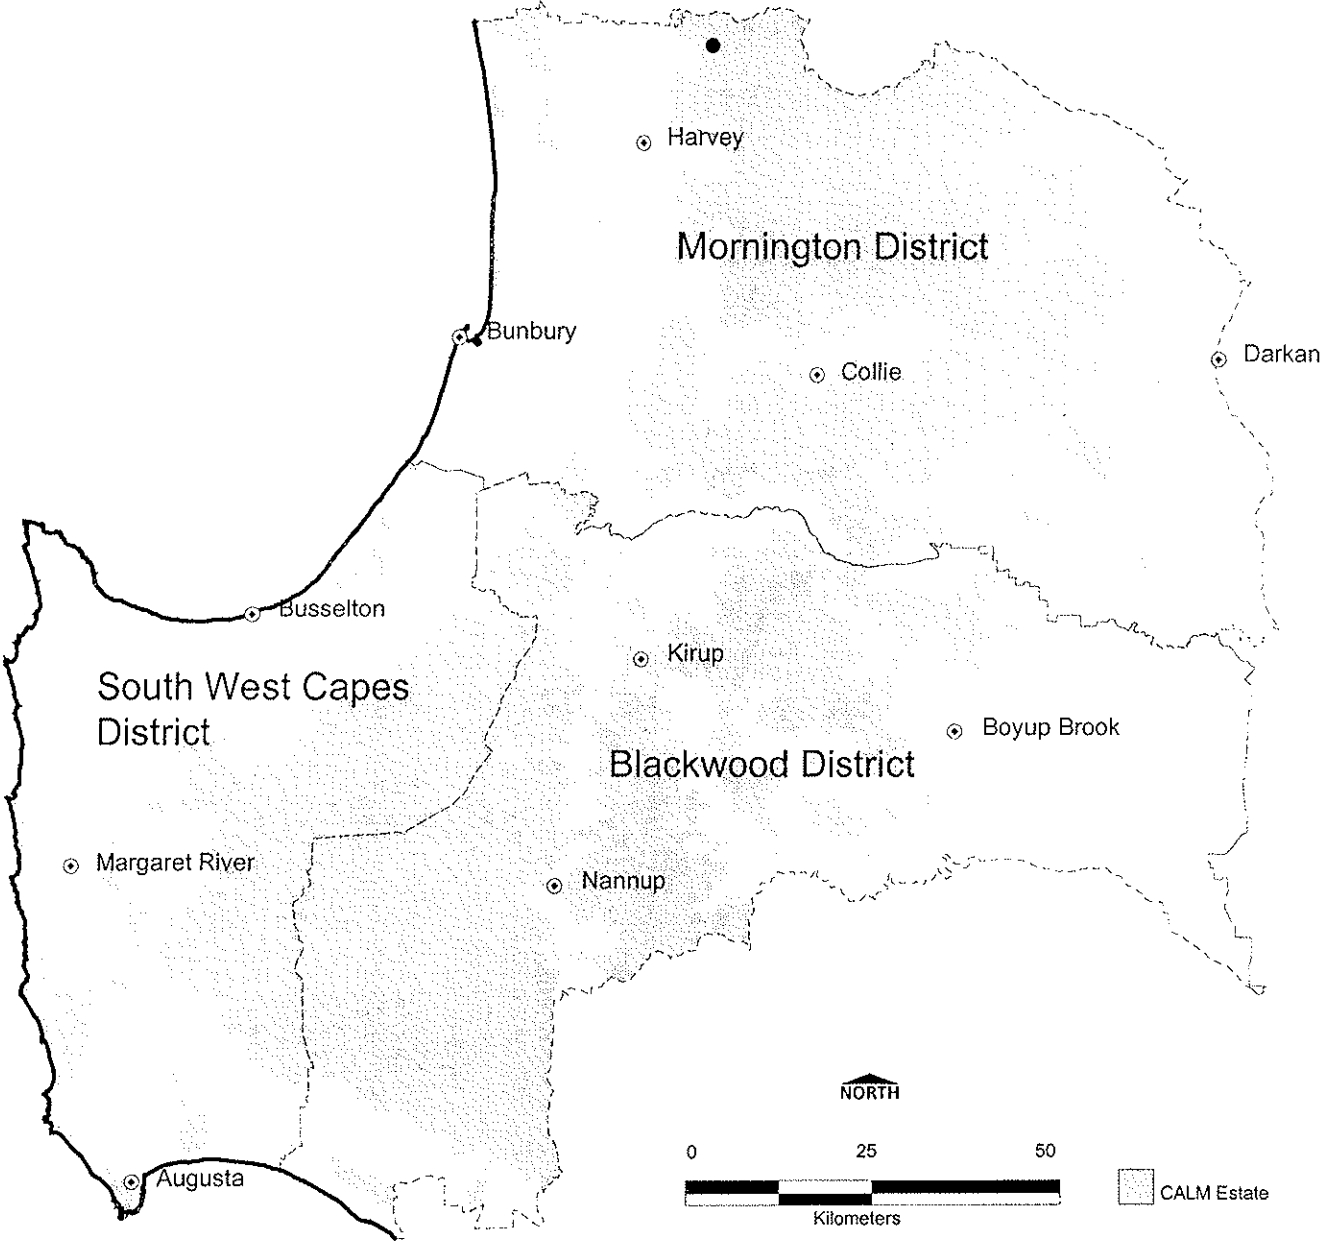 Harvey
Mornington District
Bunbury
Darkan
Collie
Busselton
Kirup
South West Capes
District
Boyup Brook
Blackwood District
Margaret River
Nannup
NORTH
0 25 50
Kilometers
Augusta
CALM Estate